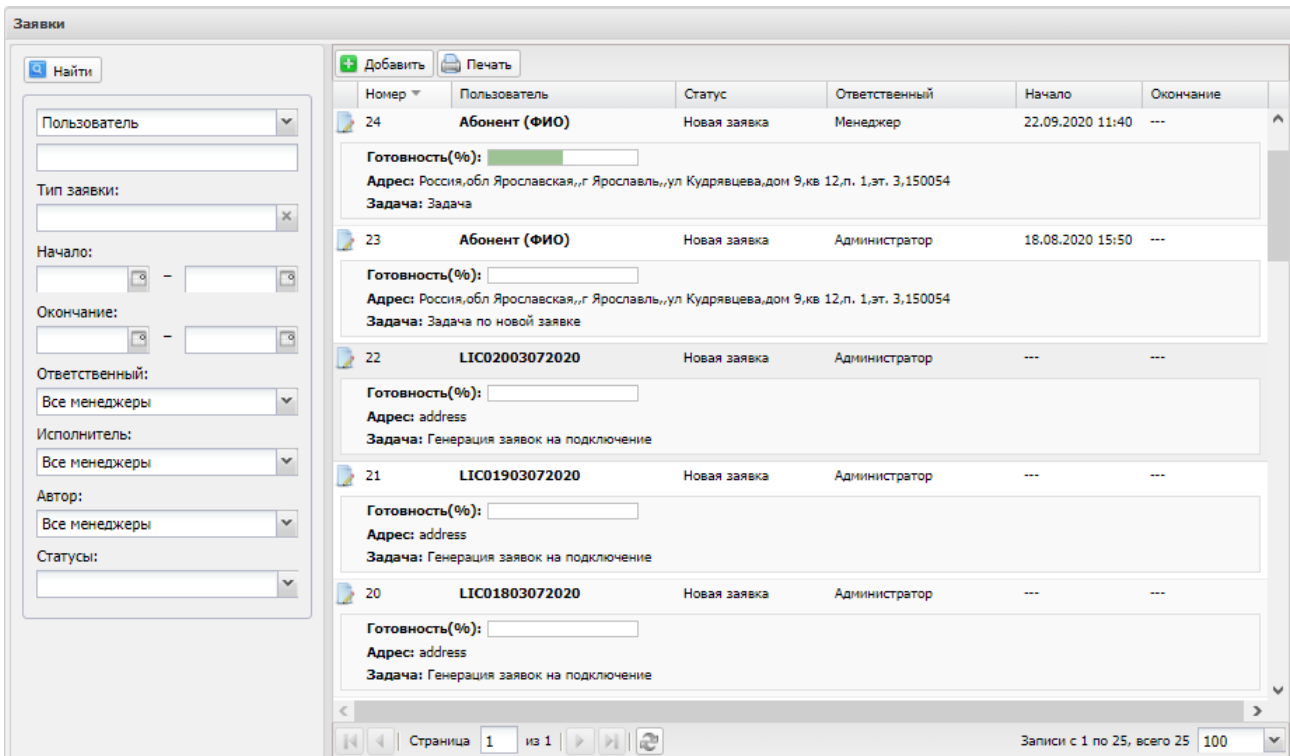 Заявки
Найти
Пользователь
Тип заявки:
Начало:
–
Окончание:
–
Ответственный:
Все менеджеры
Исполнитель:
Все менеджеры
Автор:
Все менеджеры
Статусы:
Добавить Печать
Номер Пользователь Статус Ответственный Начало Окончание
24 Абонент (ФИО) Новая заявка Менеджер 22.09.2020 11:40 ---
Готовность(%):
Адрес: Россия,обл Ярославская,,г Ярославль,,ул Кудрявцева,дом 9,кв 12,п. 1,эт. 3,150054
Задача: Задача
23 Абонент (ФИО) Новая заявка Администратор 18.08.2020 15:50 ---
Готовность(%):
Адрес: Россия,обл Ярославская,,г Ярославль,,ул Кудрявцева,дом 9,кв 12,п. 1,эт. 3,150054
Задача: Задача по новой заявке
22 LIC02003072020 Новая заявка Администратор --- ---
Готовность(%):
Адрес: address
Задача: Генерация заявок на подключение
21 LIC01903072020 Новая заявка Администратор --- ---
Готовность(%):
Адрес: address
Задача: Генерация заявок на подключение
20 LIC01803072020 Новая заявка Администратор --- ---
Готовность(%):
Адрес: address
Задача: Генерация заявок на подключение
Страница 1 из 1 Записи с 1 по 25, всего 25 100